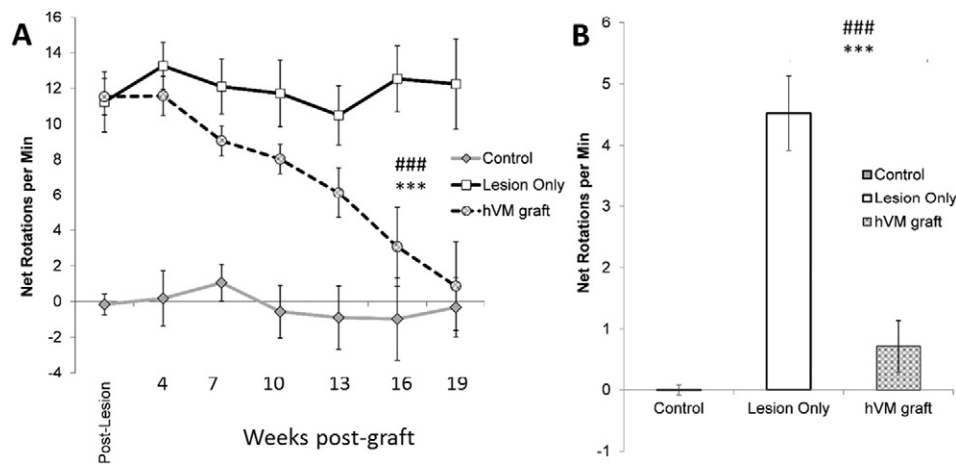 A
Net Rotations per Min
16
14
12
10
8
6
4
2
0
-2
-4
Post-Lesion
4
7
10
13
16
19
Weeks post-graft
###
***
Control
Lesion Only
hVM graft
B
Net Rotations per Min
6
5
4
3
2
1
0
-1
Control
Lesion Only
hVM graft
###
***
Control
Lesion Only
hVM graft